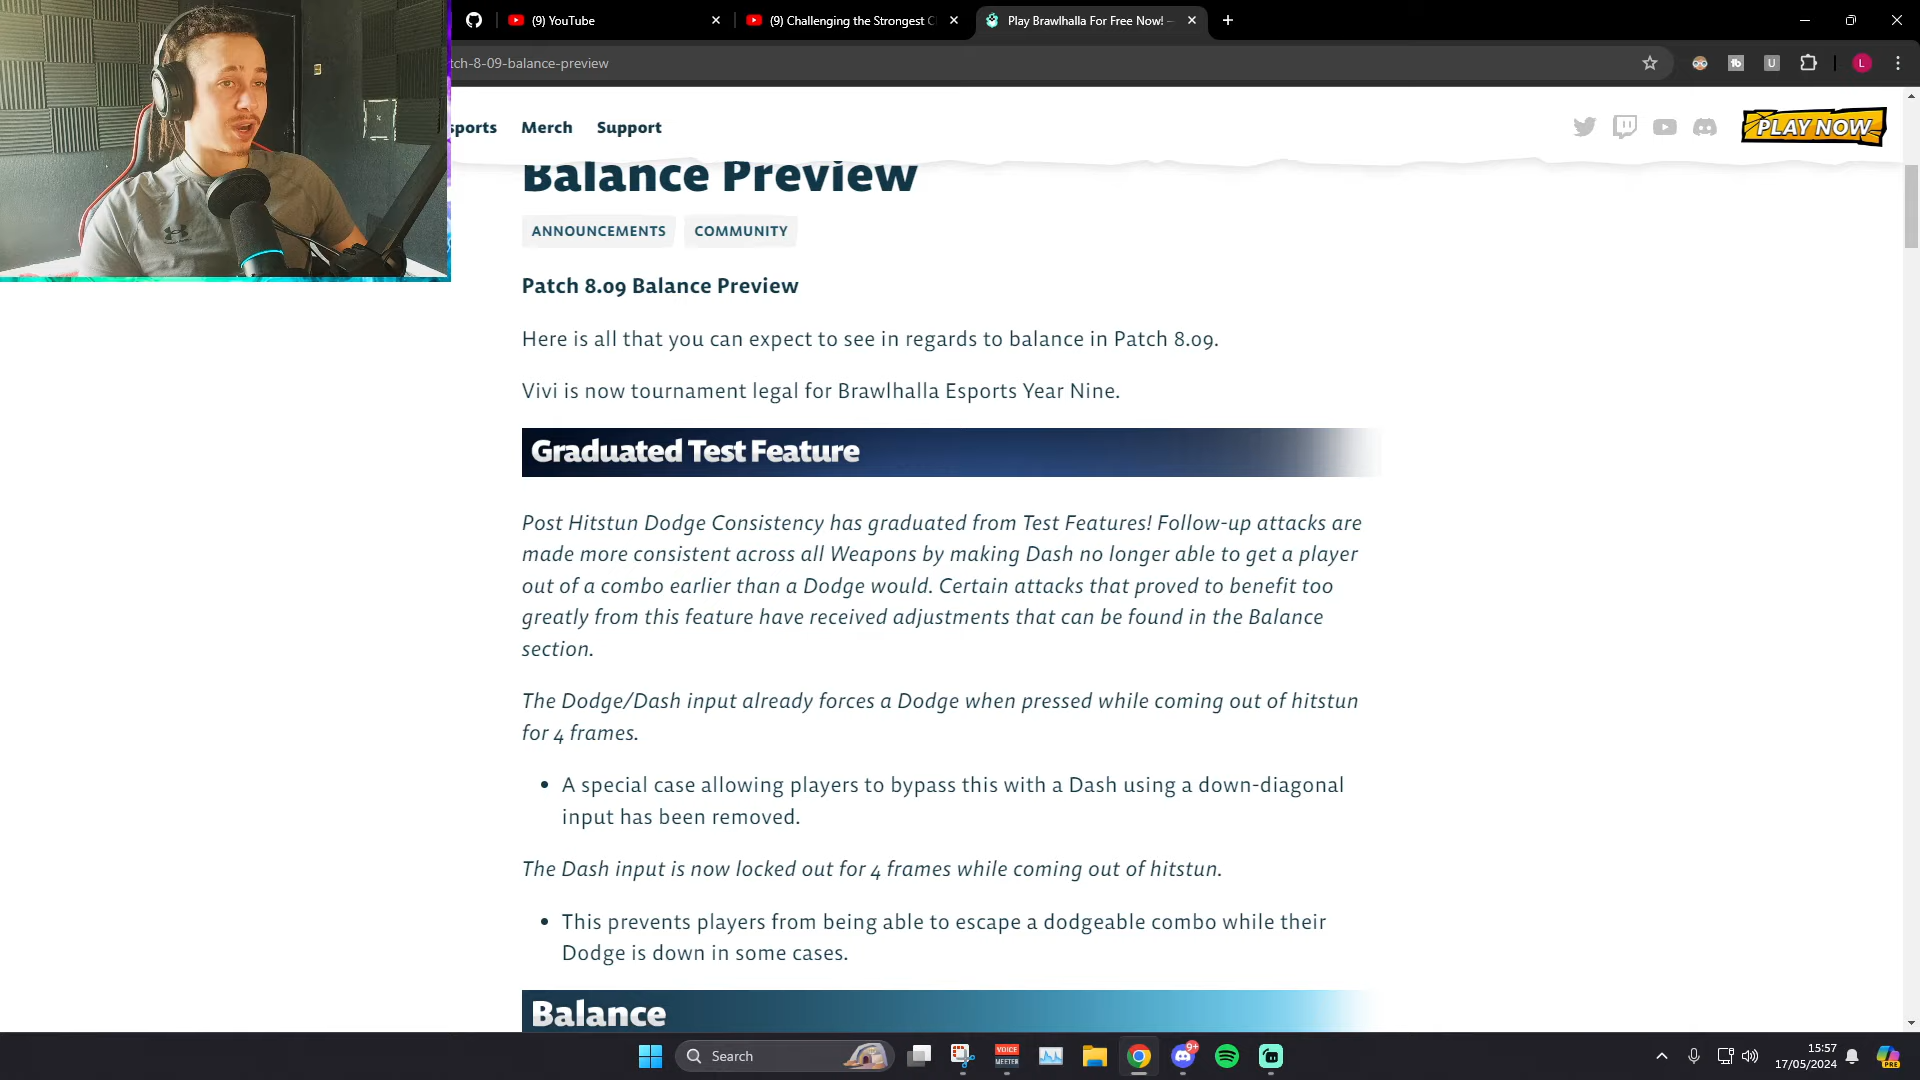 (9) YouTube
(9) Challenging the Strongest C
Play Brawlhalla For Free Now! –
tch-8-09-balance-preview
sports Merch Support
PLAY NOW
Balance Preview
ANNOUNCEMENTS COMMUNITY
Patch 8.09 Balance Preview
Here is all that you can expect to see in regards to balance in Patch 8.09.
Vivi is now tournament legal for Brawlhalla Esports Year Nine.
Graduated Test Feature
Post Hitstun Dodge Consistency has graduated from Test Features! Follow-up attacks are
made more consistent across all Weapons by making Dash no longer able to get a player
out of a combo earlier than a Dodge would. Certain attacks that proved to benefit too
greatly from this feature have received adjustments that can be found in the Balance
section.
The Dodge/Dash input already forces a Dodge when pressed while coming out of hitstun
for 4 frames.
• A special case allowing players to bypass this with a Dash using a down-diagonal
input has been removed.
The Dash input is now locked out for 4 frames while coming out of hitstun.
• This prevents players from being able to escape a dodgeable combo while their
Dodge is down in some cases.
Balance
Search
VOICE
MEETER
9+
15:57
17/05/2024
PRE
L
U